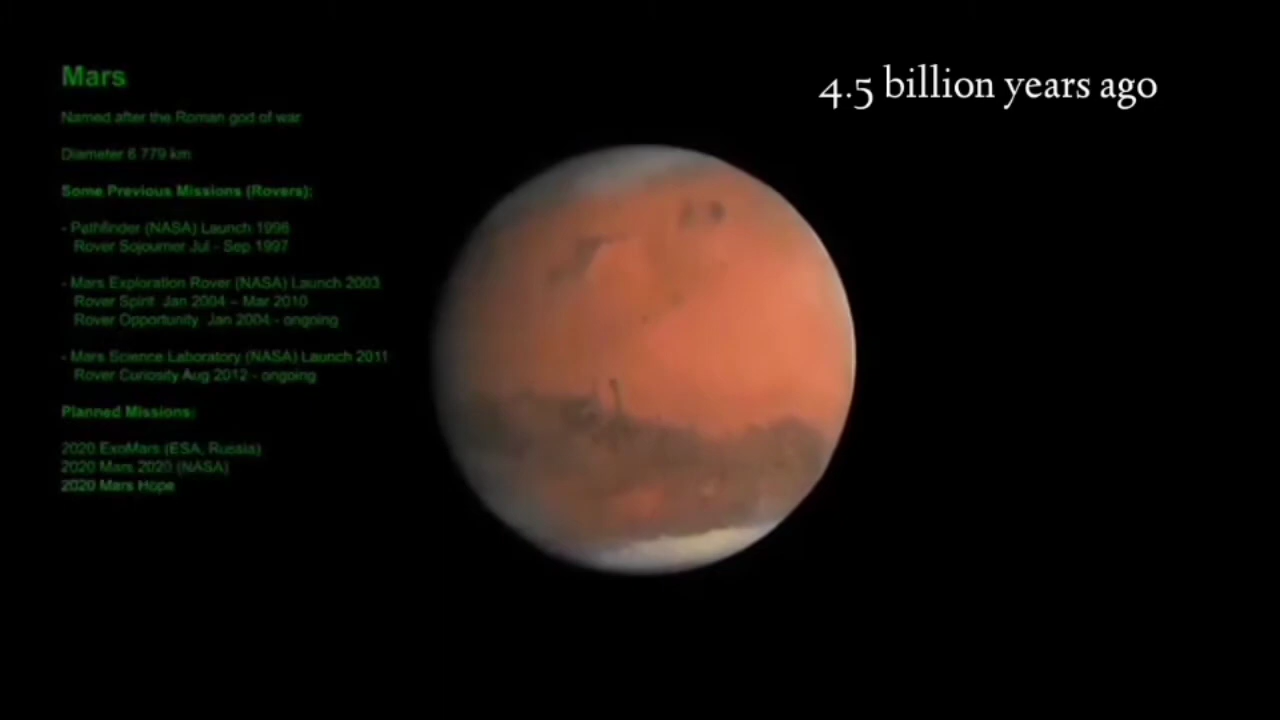 Mars
Named after the Roman god of war
Diameter 6 779 km
Some Previous Missions (Rovers):
- Pathfinder (NASA) Launch 1996
Rover Sojourner Jul - Sep 1997
- Mars Exploration Rover (NASA) Launch 2003
Rover Spirit Jan 2004 – Mar 2010
Rover Opportunity Jan 2004 - ongoing
- Mars Science Laboratory (NASA) Launch 2011
Rover Curiosity Aug 2012 - ongoing
Planned Missions:
2020 ExoMars (ESA, Russia)
2020 Mars 2020 (NASA)
2020 Mars Hope
4.5 billion years ago